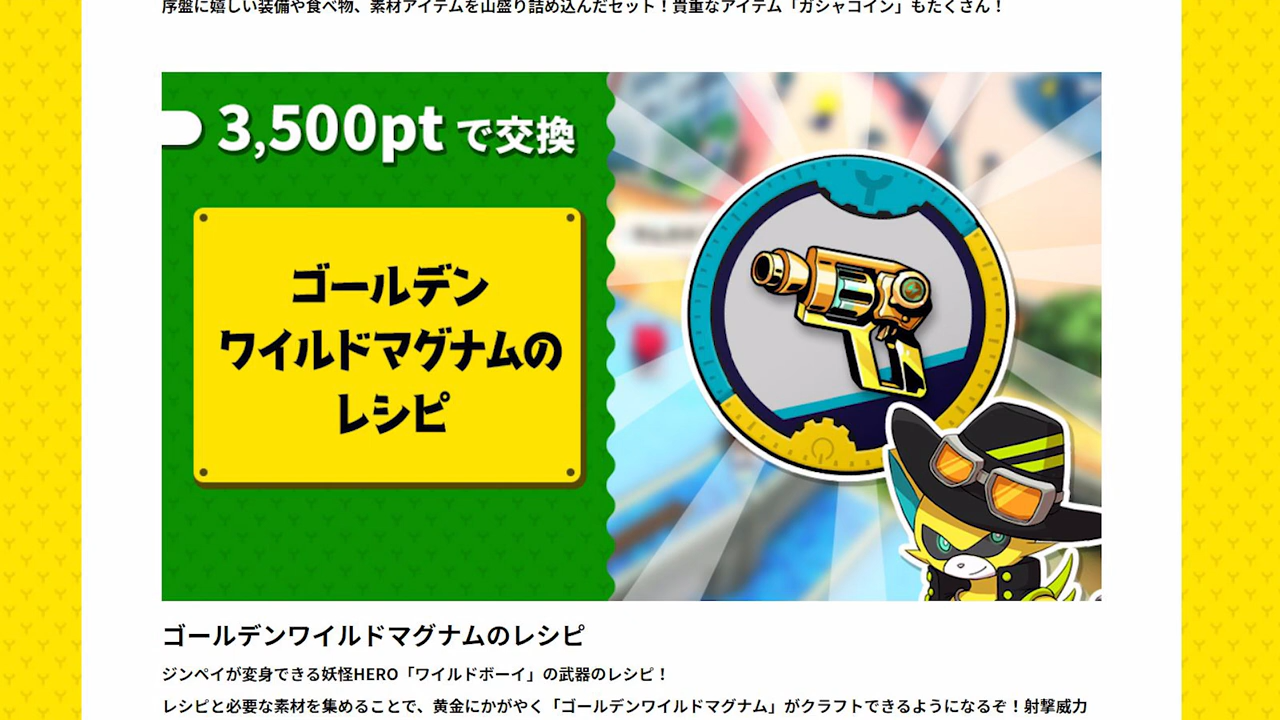 序盤に嬉しい装備や食べ物、素材アイテムを山盛り詰め込んだセット！貴重なアイテム「ガシャコイン」もたくさん！
3,500pt で交換
ゴールデン
ワイルドマグナムの
レシピ
ゴールデンワイルドマグナムのレシピ
ジンペイが変身できる妖怪HERO「ワイルドボーイ」の武器のレシピ！
レシピと必要な素材を集めることで、黄金にかがやく「ゴールデンワイルドマグナム」がクラフトできるようになるぞ！射撃威力